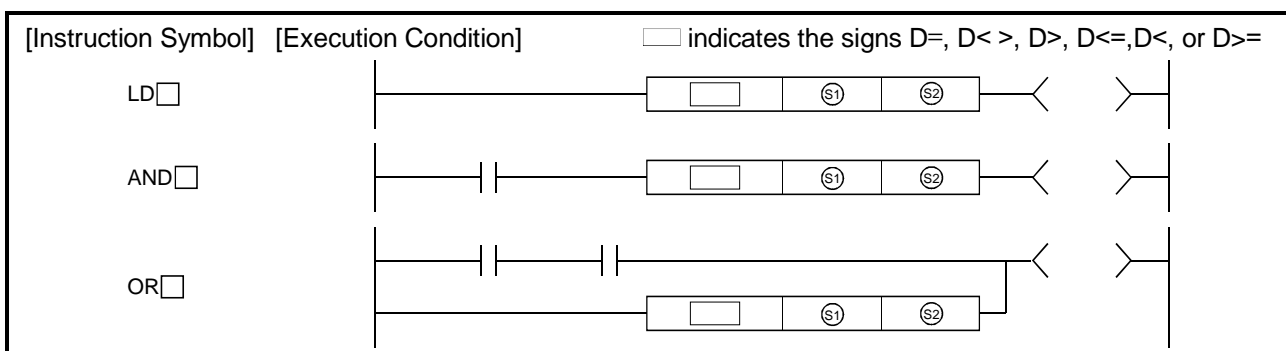 [Instruction Symbol] [Execution Condition] indicates the signs D=, D< >, D>, D<=,D<, or D>=
LD
S1 S2
AND
S1 S2
OR
S1 S2